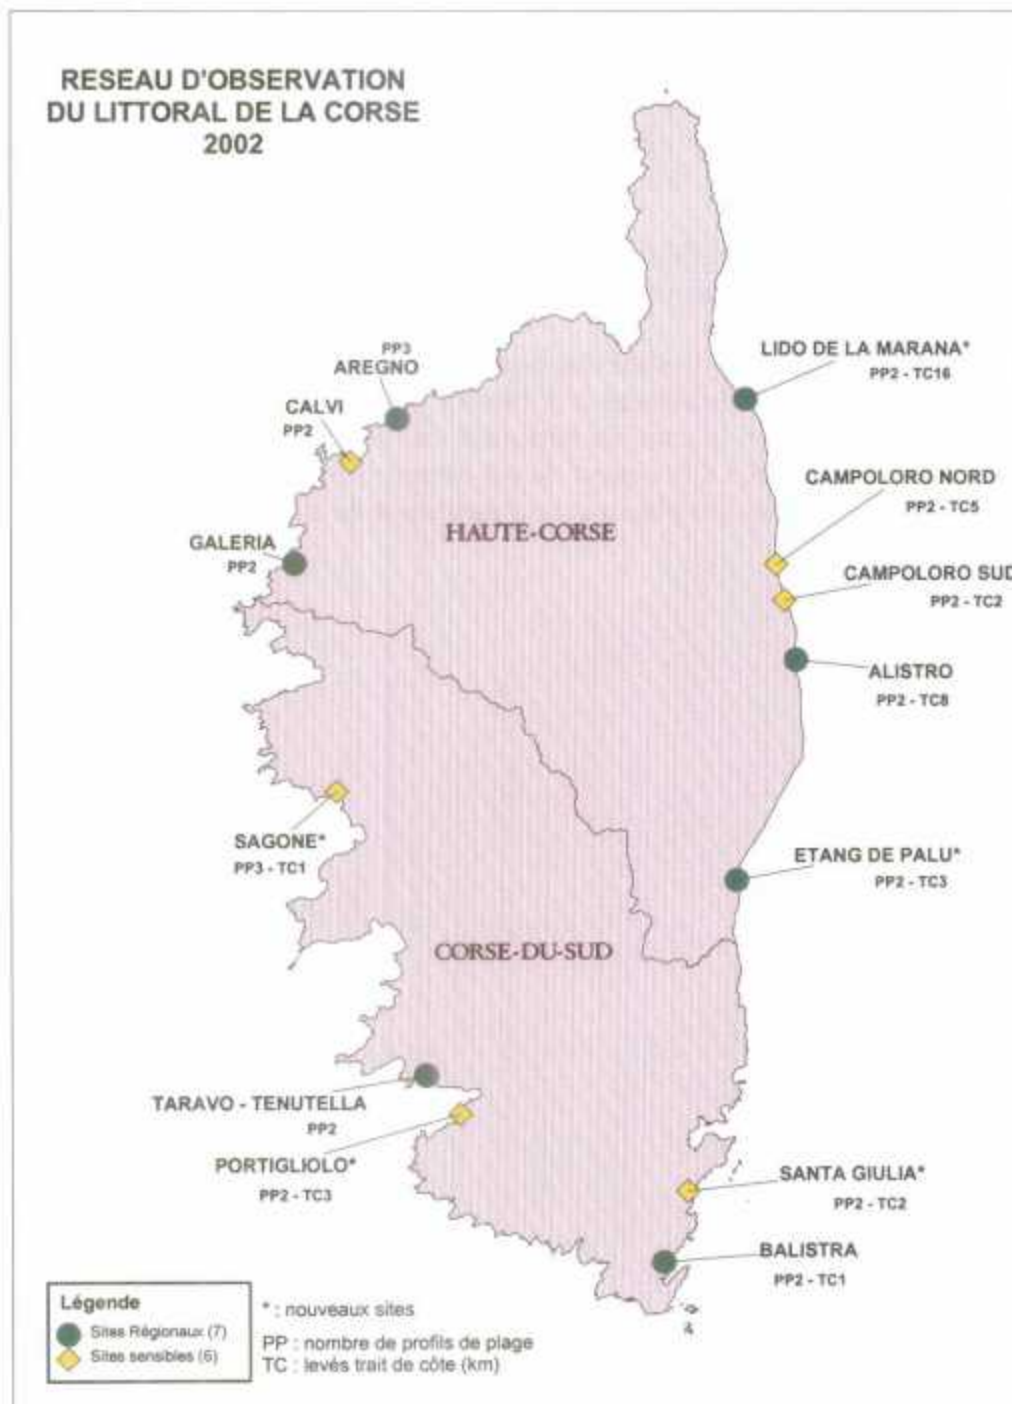 RESEAU D'OBSERVATION
DU LITTORAL DE LA CORSE
2002
PP3
AREGNO
CALVI
PP2
GALERIA
PP2
LIDO DE LA MARANA*
PP2 - TC16
CAMPOLORO NORD
PP2 - TC5
CAMPOLORO SUD
PP2 - TC2
HAUTE-CORSE
ALISTRO
PP2 - TC8
SAGONE*
PP3 - TC1
ETANG DE PALU*
PP2 - TC3
CORSE-DU-SUD
TARAVO - TENUTELLA
PP2
PORTIGLIOLO*
PP2 - TC3
SANTA GIULIA*
PP2 - TC2
BALISTRA
PP2 - TC1
Légende
Sites Régionaux (7)
Sites sensibles (6)
* : nouveaux sites
PP : nombre de profils de plage
TC : levés trait de côte (km)